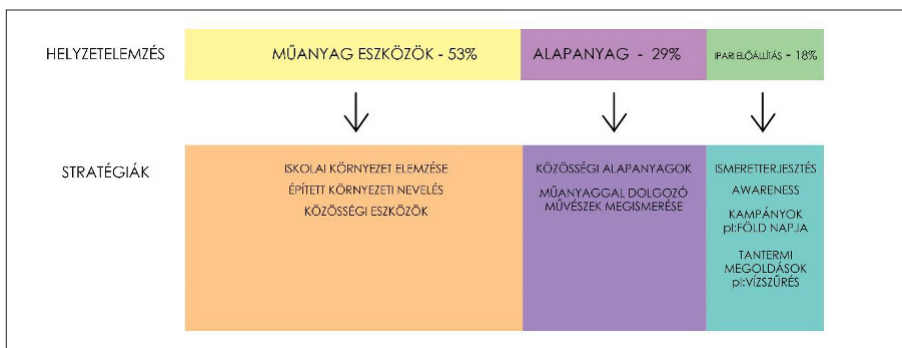 HELYZETELEMZÉS
MŰANYAG ESZKÖZÖK - 53%
ALAPANYAG - 29%
IPARI ELŐÁLLÍTÁS - 18%
STRATÉGIÁK
ISKOLAI KÖRNYEZET ELEMZÉSE
ÉPÍTETT KÖRNYEZETI NEVELÉS
KÖZÖSSÉGI ESZKÖZÖK
KÖZÖSSÉGI ALAPANYAGOK
MŰANYAGGAL DOLGOZÓ
MŰVÉSZEK MEGISMERÉSE
ISMERETTERJESZTÉS
AWARENESS
KAMPÁNYOK
pl:FÖLD NAPJA
TANTERMI
MEGOLDÁSOK
pl:VÍZSZŰRÉS